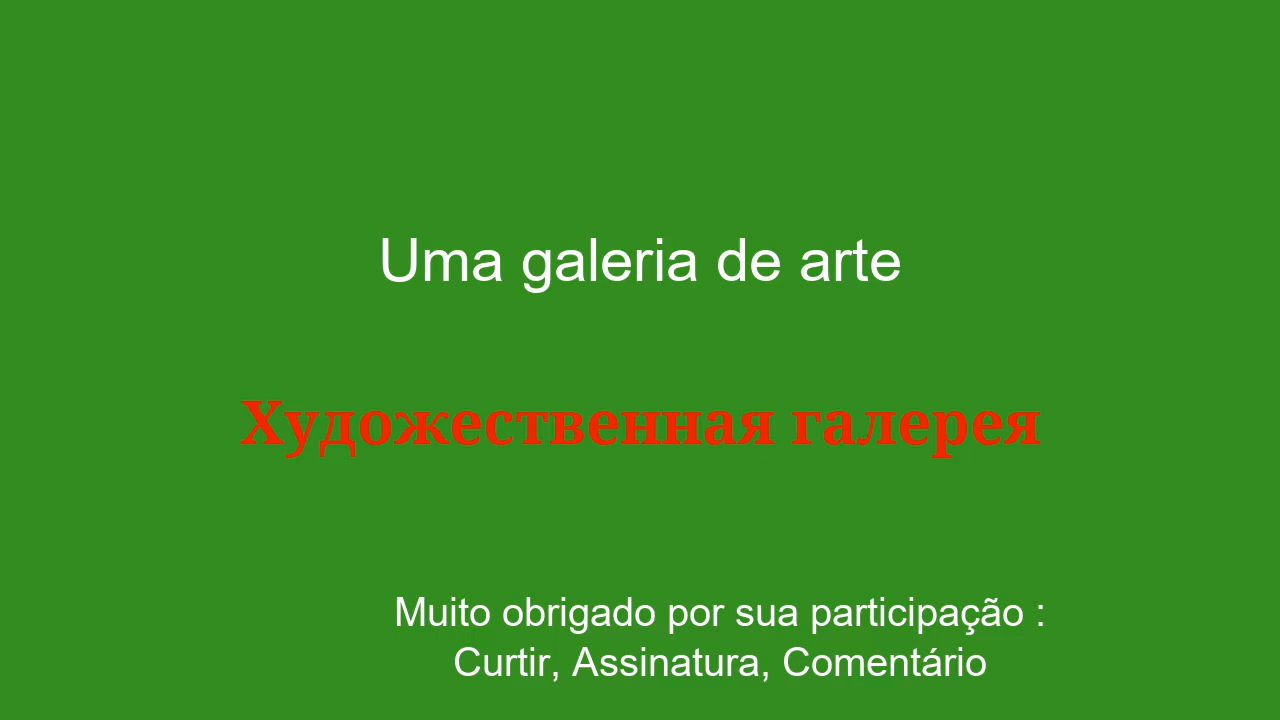 Uma galeria de arte
Художественная галерея
Muito obrigado por sua participação :
Curtir, Assinatura, Comentário